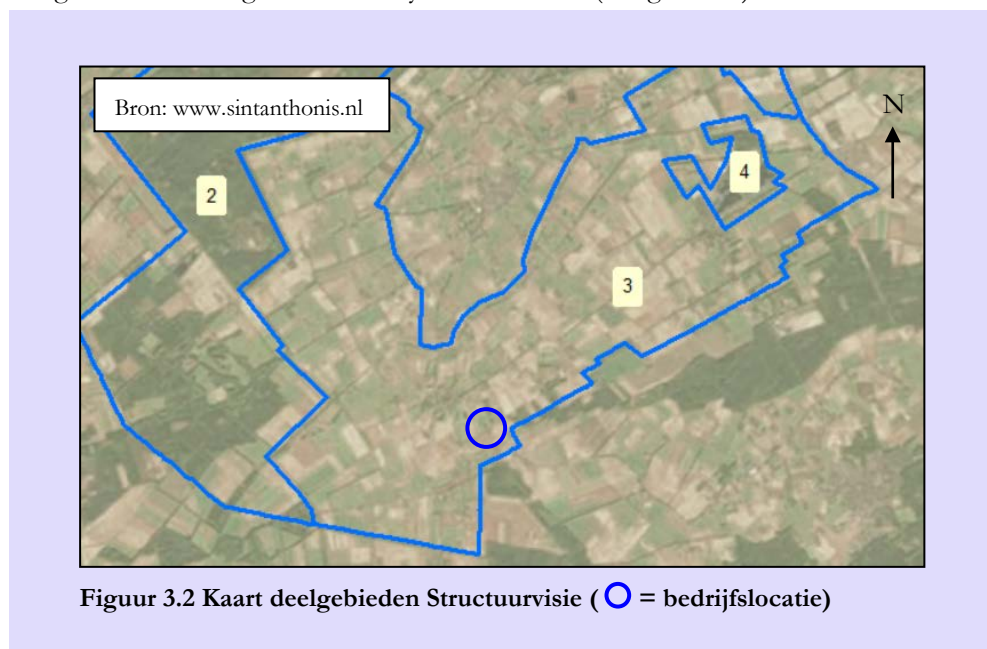 Bron: www.sintanthonis.nl
N
2
4
3
Figuur 3.2 Kaart deelgebieden Structuurvisie ( = bedrijfslocatie)